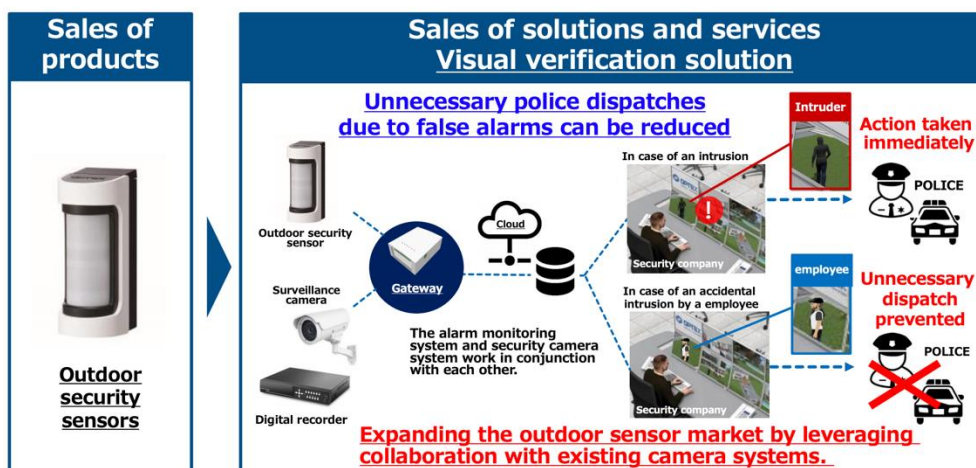 Sales of
products
Outdoor
security
sensors
Sales of solutions and services
Visual verification solution
Unnecessary police dispatches
due to false alarms can be reduced
Outdoor security
sensor
Surveillance
camera
Digital recorder
Gateway
Cloud
The alarm monitoring
system and security camera
system work in conjunction
with each other.
In case of an intrusion
Security company
Intruder
Action taken
immediately
POLICE
In case of an accidental
intrusion by a employee
Security company
employee
Unnecessary
dispatch
prevented
POLICE
Expanding the outdoor sensor market by leveraging
collaboration with existing camera systems.